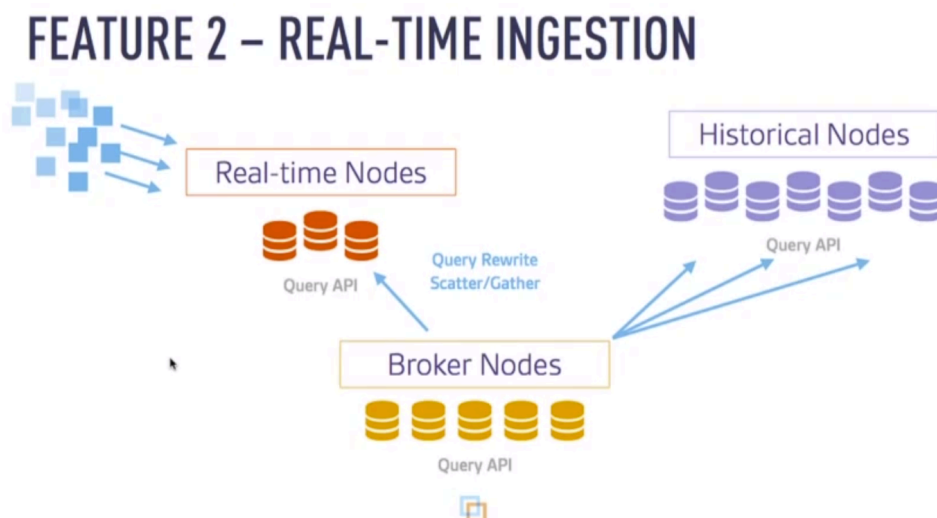 FEATURE 2 – REAL-TIME INGESTION
Real-time Nodes
Query API
Historical Nodes
Query API
Query Rewrite
Scatter/Gather
Broker Nodes
Query API